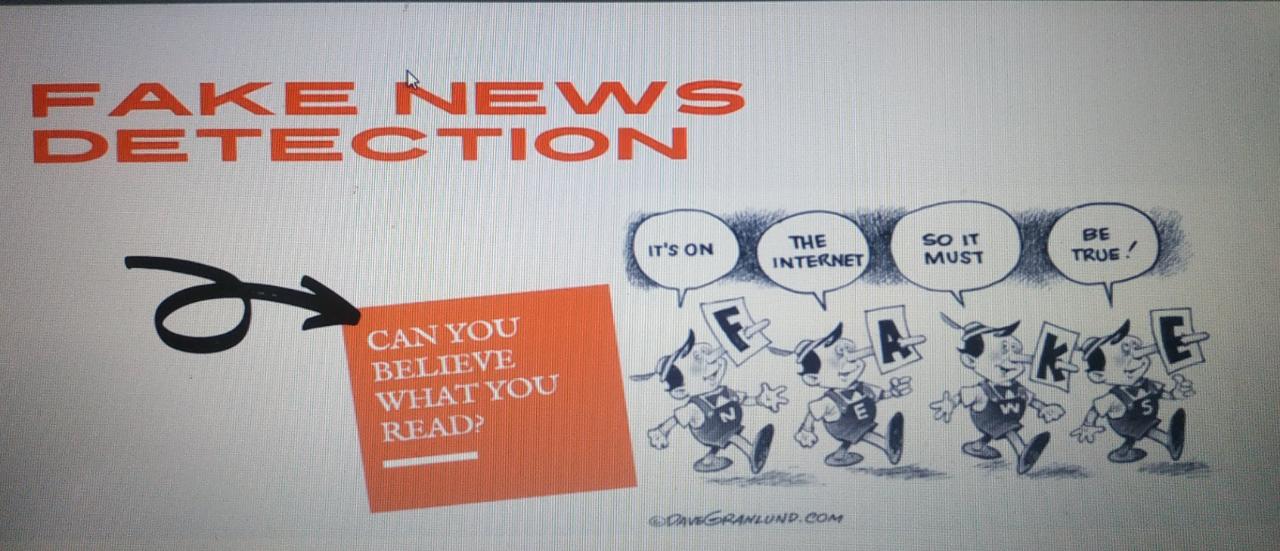 FAKE NEWS
DETECTION
CAN YOU
BELIEVE
WHAT YOU
READ?
IT'S ON
THE
INTERNET
SO IT
MUST
BE
TRUE!
F
A
K
E
N
E
W
S
©DAVEGRANLUND.COM